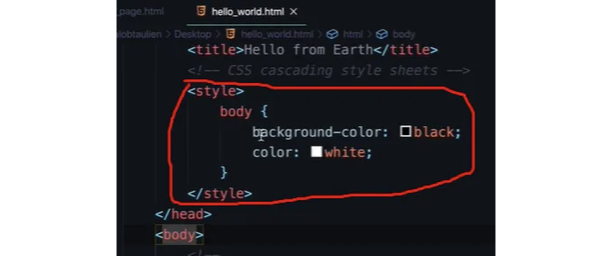 _page.html hello_world.html ×
alobtaulien > Desktop > hello_world.html > html > body
<title>Hello from Earth</title>
<!-- CSS cascading style sheets -->
<style>
body {
background-color: black;
color: white;
}
</style>
</head>
<body>
<!--